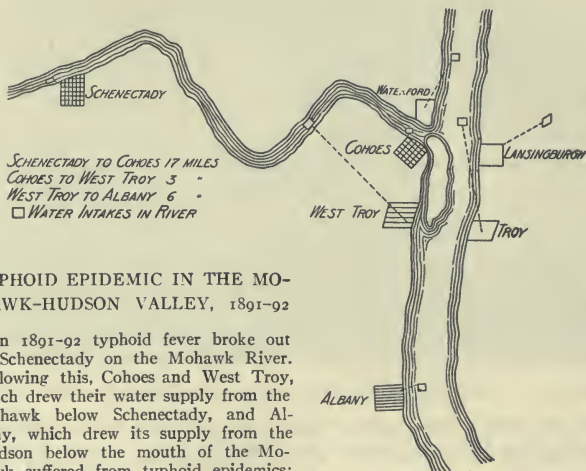 SCHENECTADY
WATERFORD
COHOES
LANSINGBURGH
SCHENECTADY TO COHOES 17 MILES
COHOES TO WEST TROY 3 "
WEST TROY TO ALBANY 6 "
WATER INTAKES IN RIVER
WEST TROY
TROY
ALBANY
PHOID EPIDEMIC IN THE MO-
AWK-HUDSON VALLEY, 1891-92
n 1891-92 typhoid fever broke out
Schenectady on the Mohawk River.
lowing this, Cohoes and West Troy,
ch drew their water supply from the
hawk below Schenectady, and Al-
ny, which drew its supply from the
dson below the mouth of the Mo-
suffered from typhoid epidemics;